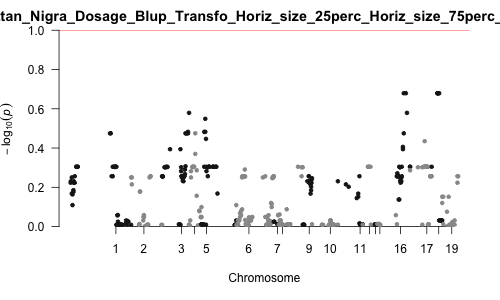 tan_Nigra_Dosage_Blup_Transfo_Horiz_size_25perc_Horiz_size_75perc_
1.0
0.8
0.6
0.4
0.2
0.0
− log10(p)
1 2 3 5 6 7 9 10 11 16 17 19
Chromosome